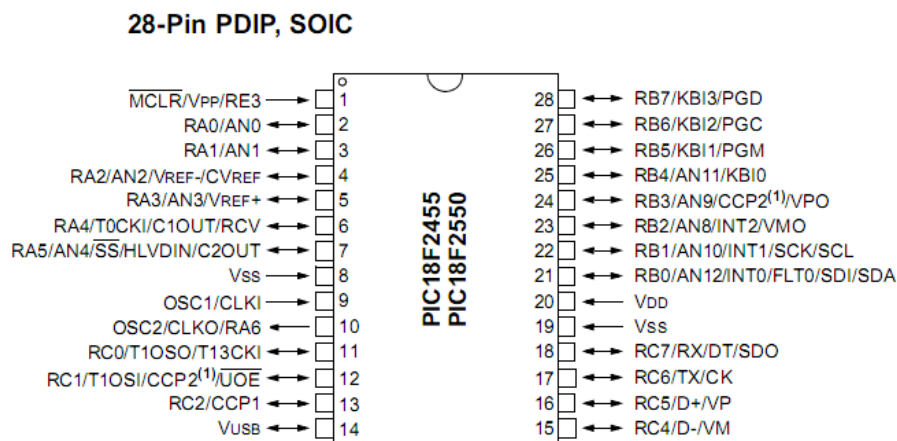 28-Pin PDIP, SOIC
MCLR/VPP/RE3 1
RA0/AN0 2
RA1/AN1 3
RA2/AN2/VREF-/CVREF 4
RA3/AN3/VREF+ 5
RA4/T0CKI/C1OUT/RCV 6
RA5/AN4/SS/HLVDIN/C2OUT 7
VSS 8
OSC1/CLKI 9
OSC2/CLKO/RA6 10
RC0/T1OSO/T13CKI 11
RC1/T1OSI/CCP2(1)/UOE 12
RC2/CCP1 13
VUSB 14
PIC18F2455
PIC18F2550
28 RB7/KBI3/PGD
27 RB6/KBI2/PGC
26 RB5/KBI1/PGM
25 RB4/AN11/KBI0
24 RB3/AN9/CCP2(1)/VPO
23 RB2/AN8/INT2/VMO
22 RB1/AN10/INT1/SCK/SCL
21 RB0/AN12/INT0/FLT0/SDI/SDA
20 VDD
19 VSS
18 RC7/RX/DT/SDO
17 RC6/TX/CK
16 RC5/D+/VP
15 RC4/D-/VM